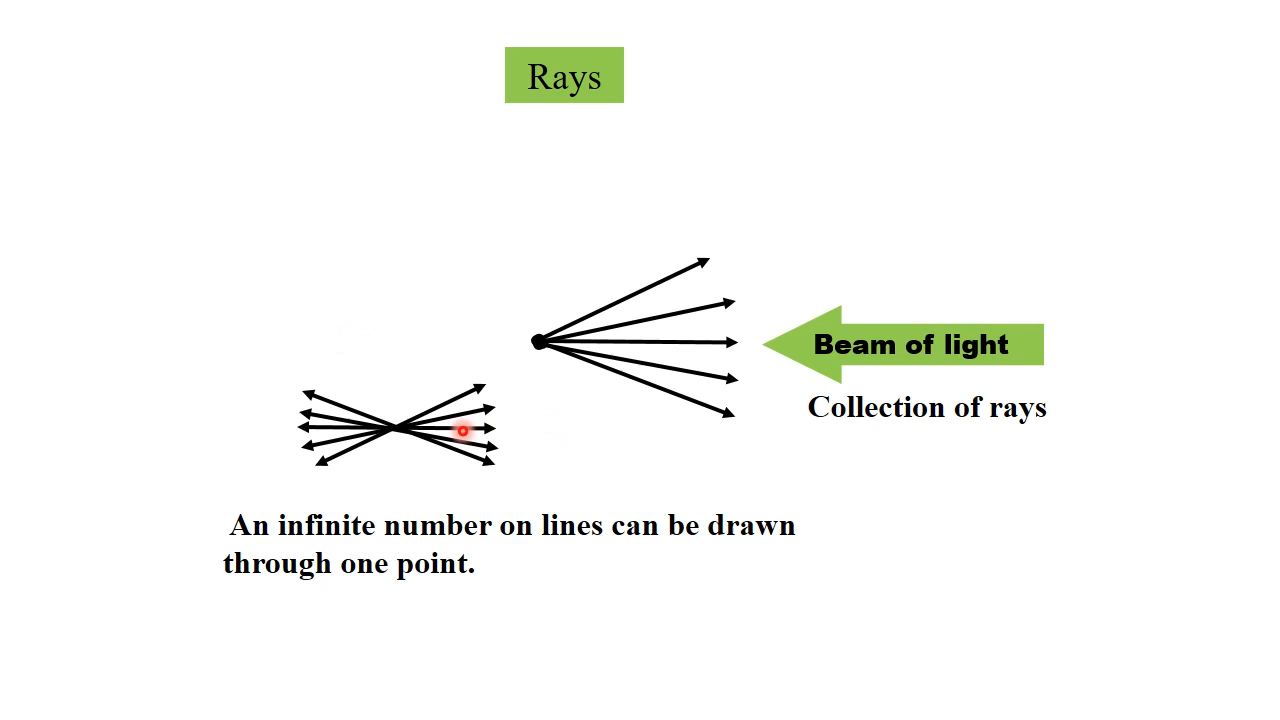 Rays
Beam of light
Collection of rays
An infinite number on lines can be drawn
through one point.